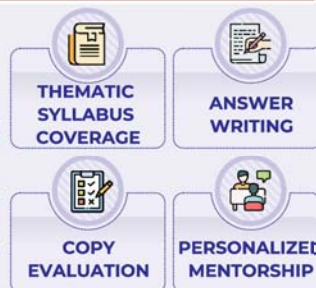 THEMATIC
SYLLABUS
COVERAGE
ANSWER
WRITING
COPY
EVALUATION
PERSONALIZED
MENTORSHIP